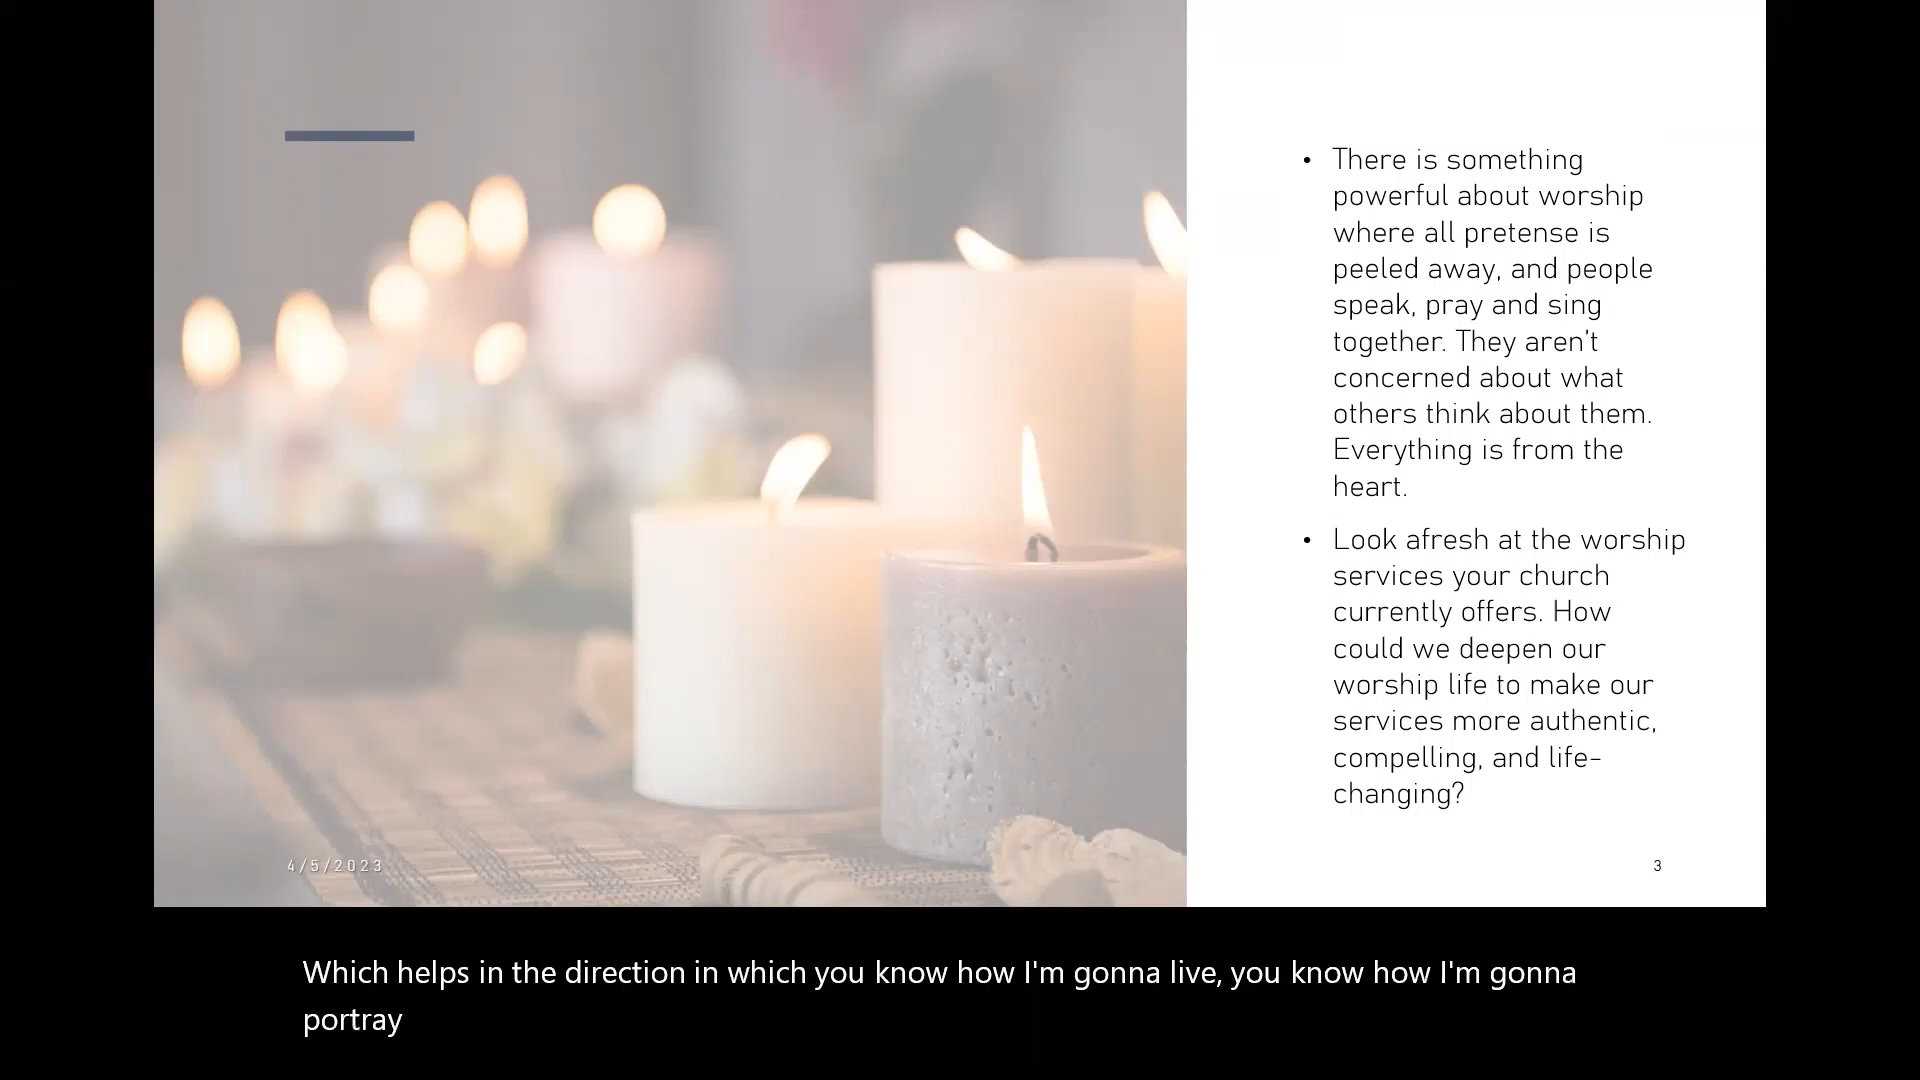 • There is something
powerful about worship
where all pretense is
peeled away, and people
speak, pray and sing
together. They aren’t
concerned about what
others think about them.
Everything is from the
heart.
• Look afresh at the worship
services your church
currently offers. How
could we deepen our
worship life to make our
services more authentic,
compelling, and life-
changing?
4/5/2023
3
Which helps in the direction in which you know how I'm gonna live, you know how I'm gonna
portray